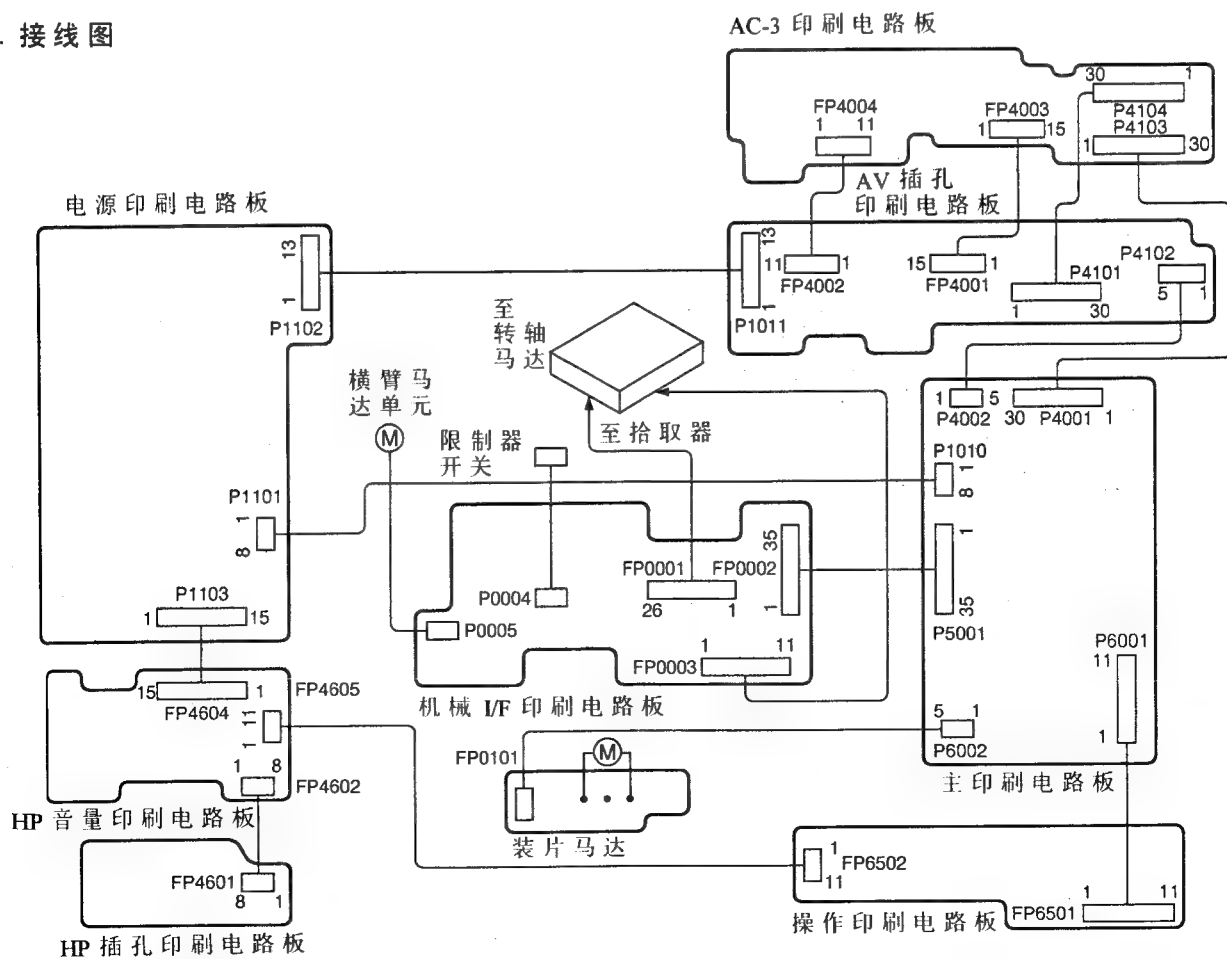 . 接线图
AC-3 印刷电路板
30 1
FP4004
1 11
FP4003
1 15
P4104
P4103
1 30
AV 插孔
印刷电路板
电源印刷电路板
13
1
P1102
13
1
P1011
11 1
FP4002
15 1
FP4001
P4101
1 30
P4102
5 1
至
转轴
马达
横臂马
达单元
M
限制器
开关
至拾取器
1 5
P4002
30 1
P4001
P1010
1
8
P1101
1
8
35
1
FP0001
FP0002
26 1
P0004
P0005
1
35
P5001
P1103
1 15
1 11
FP0003
P6001
11
1
机械 I/F 印刷电路板
15 1
FP4604
FP4605
11
1
1 8
FP4602
FP0101
M
5 1
P6002
主印刷电路板
HP 音量印刷电路板
装片马达
1
11
FP6502
FP4601
8 1
1 11
FP6501
操作印刷电路板
HP 插孔印刷电路板